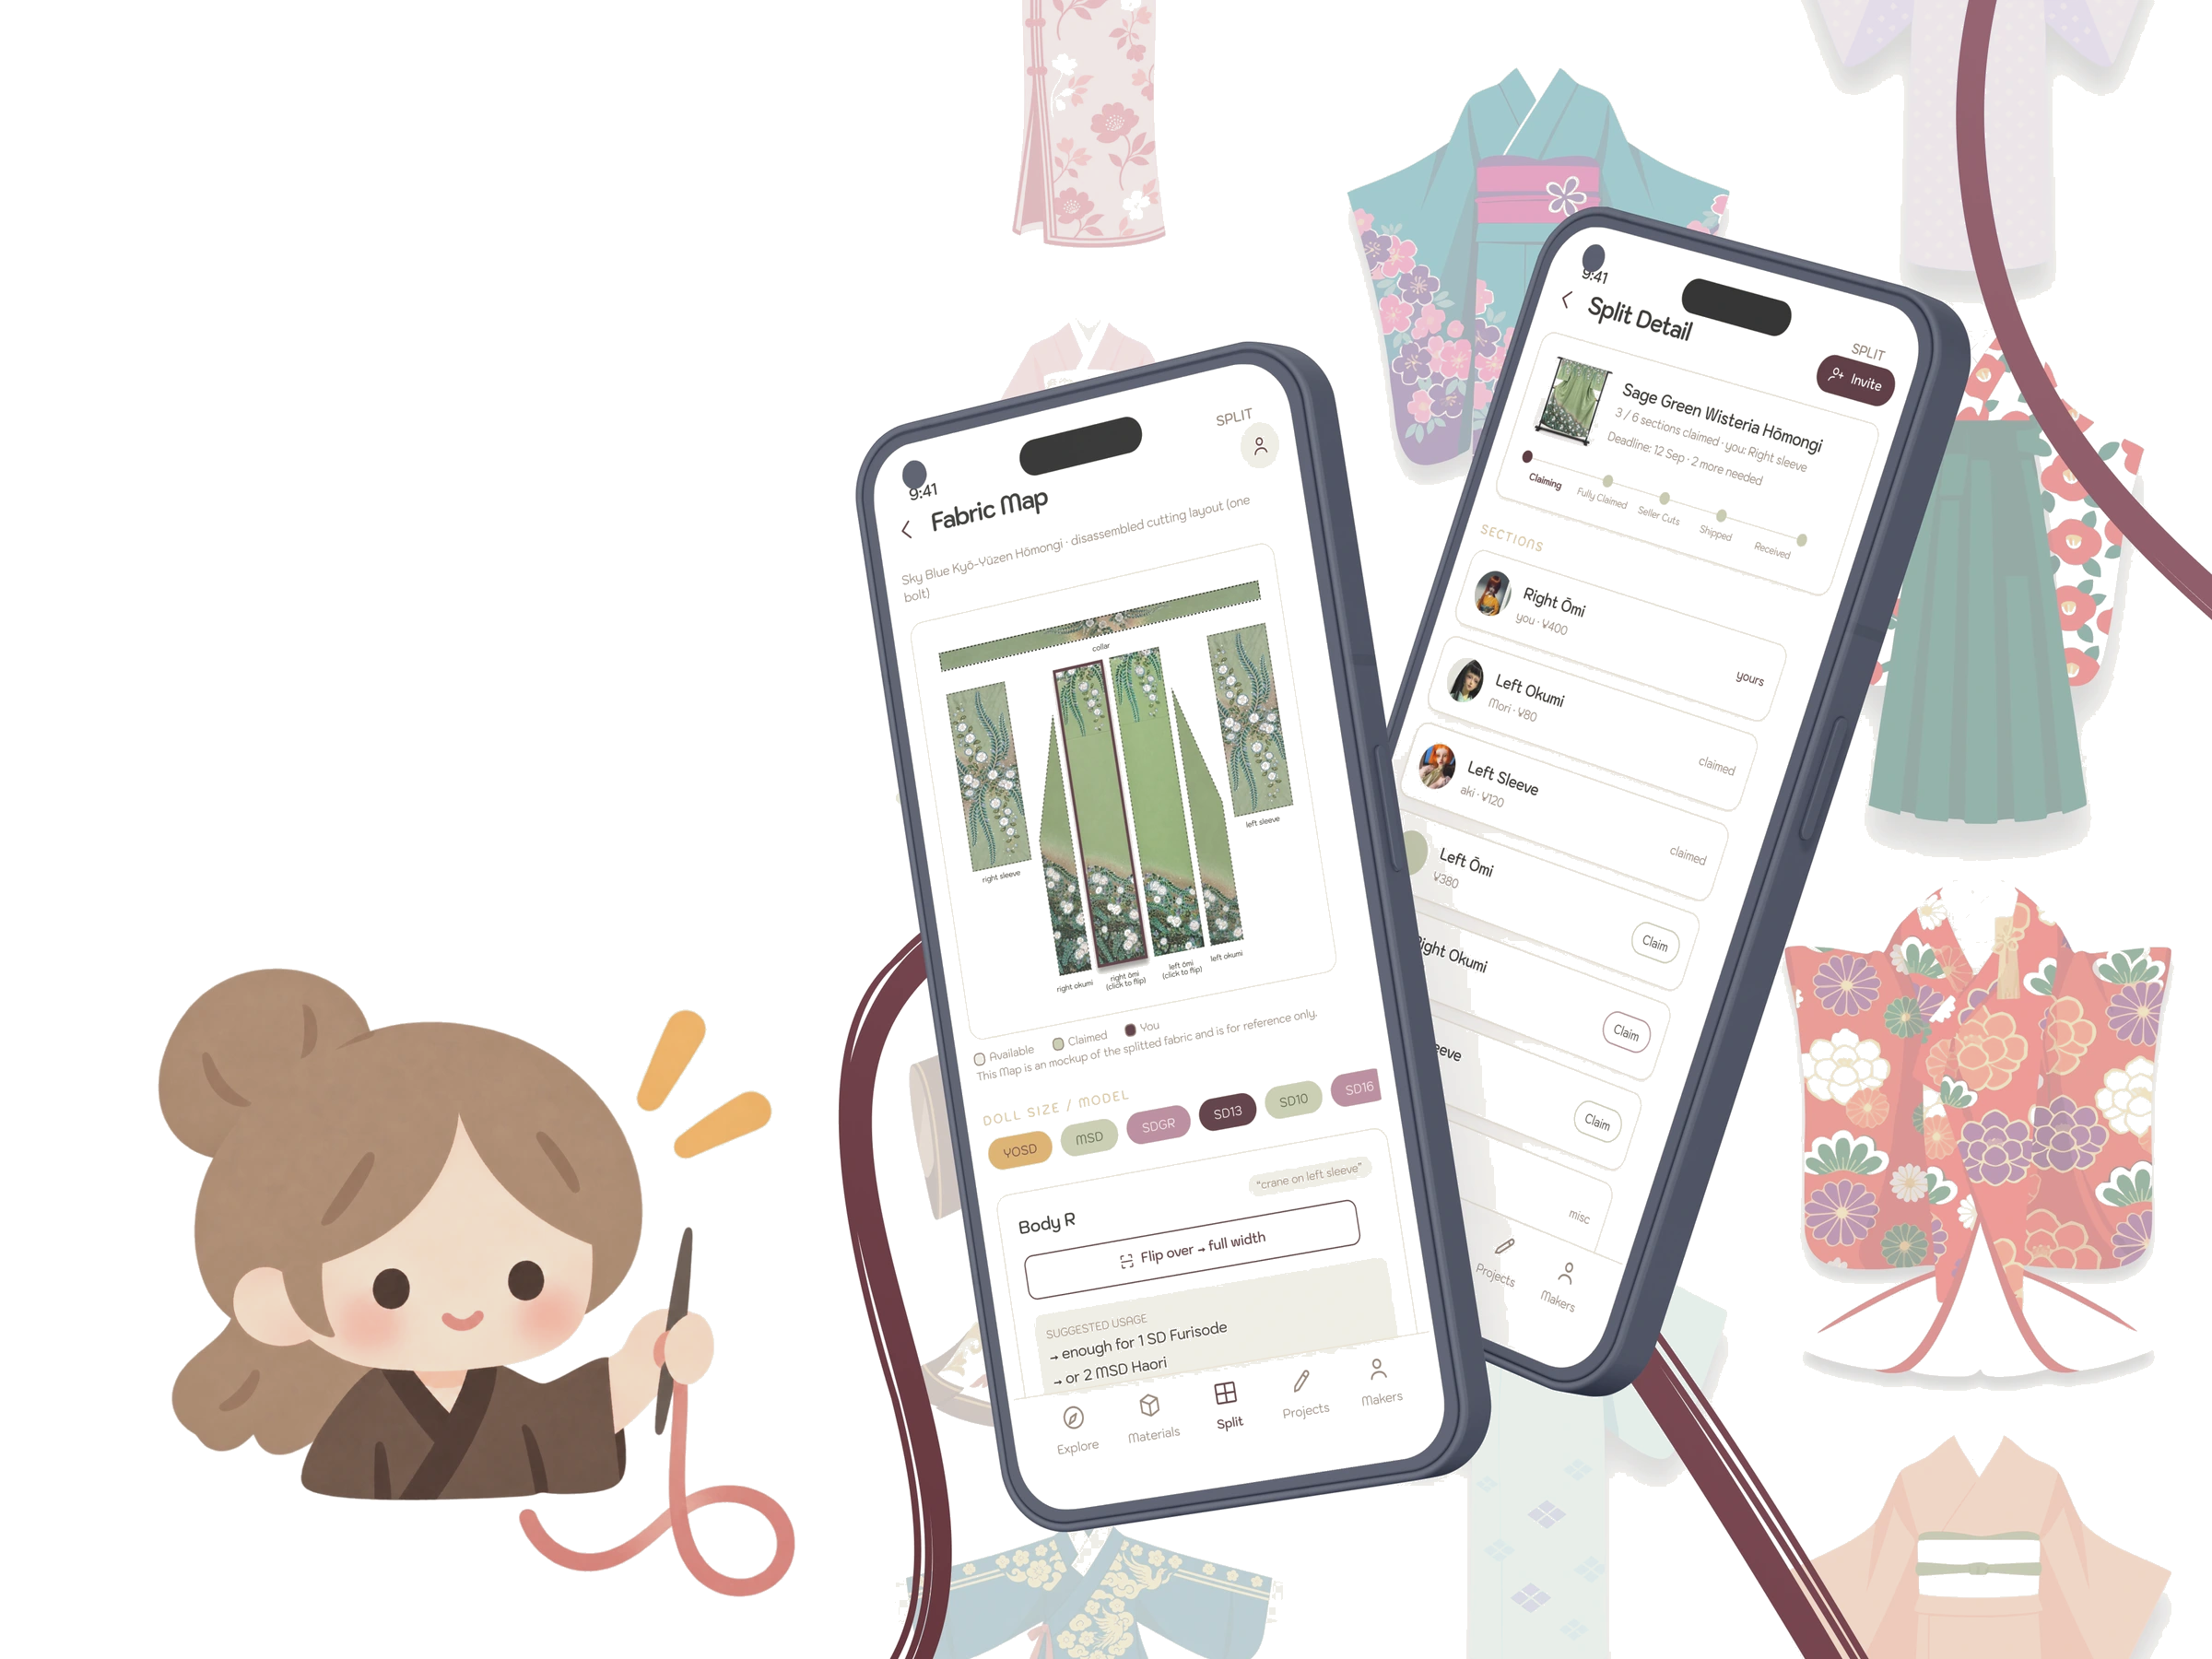 9:41
SPLIT
Fabric Map
Sky Blue Kyō-Yūzen Hōmongi · disassembled cutting layout (one
bolt)
collar
right sleeve
left sleeve
right okumi
right ōmi
(click to flip)
left ōmi
(click to flip)
left okumi
Available
Claimed
You
This Map is an mockup of the splitted fabric and is for reference only.
DOLL SIZE / MODEL
YOSD
MSD
SDGR
SD13
SD10
SD16
"crane on left sleeve"
Body R
Flip over → full width
SUGGESTED USAGE
→ enough for 1 SD Furisode
→ or 2 MSD Haori
Explore
Materials
Split
Projects
Makers
9:41
Split Detail
SPLIT
Invite
Sage Green Wisteria Hōmongi
3 / 6 sections claimed · you: Right sleeve
Deadline: 12 Sep · 2 more needed
Claiming
Fully Claimed
Seller Cuts
Shipped
Received
SECTIONS
Right Ōmi
you · ¥400
yours
Left Okumi
Mori · ¥80
claimed
Left Sleeve
aki · ¥120
claimed
Left Ōmi
¥380
Claim
Right Okumi
Claim
eeve
Claim
misc
Projects
Makers